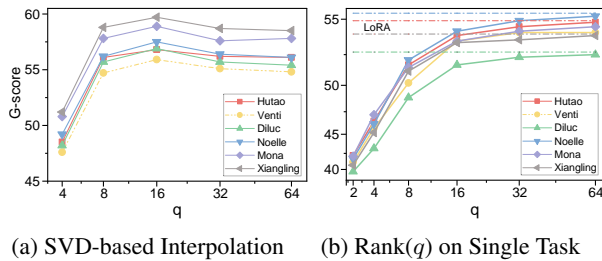 60
55
50
45
G-score
4 8 16 32 64
q
Hutao
Venti
Diluc
Noelle
Mona
Xiangling
(a) SVD-based Interpolation
55
50
45
40
LoRA
2 4 8 16 32 64
q
Hutao
Venti
Diluc
Noelle
Mona
Xiangling
(b) Rank(q) on Single Task